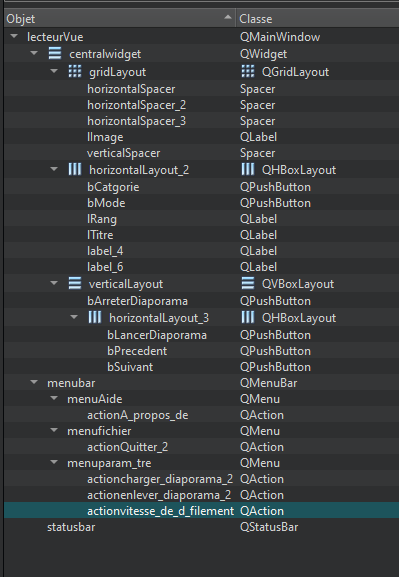 Objet Classe
lecteurVue QMainWindow
centralwidget QWidget
gridLayout QGridLayout
horizontalSpacer Spacer
horizontalSpacer_2 Spacer
horizontalSpacer_3 Spacer
lImage QLabel
verticalSpacer Spacer
horizontalLayout_2 QHBoxLayout
bCatgorie QPushButton
bMode QPushButton
lRang QLabel
lTitre QLabel
label_4 QLabel
label_6 QLabel
verticalLayout QVBoxLayout
bArreterDiaporama QPushButton
horizontalLayout_3 QHBoxLayout
bLancerDiaporama QPushButton
bPrecedent QPushButton
bSuivant QPushButton
menubar QMenuBar
menuAide QMenu
actionA_propos_de QAction
menufichier QMenu
actionQuitter_2 QAction
menuparam_tre QMenu
actioncharger_diaporama_2 QAction
actionenlever_diaporama_2 QAction
actionvitesse_de_d_filement QAction
statusbar QStatusBar